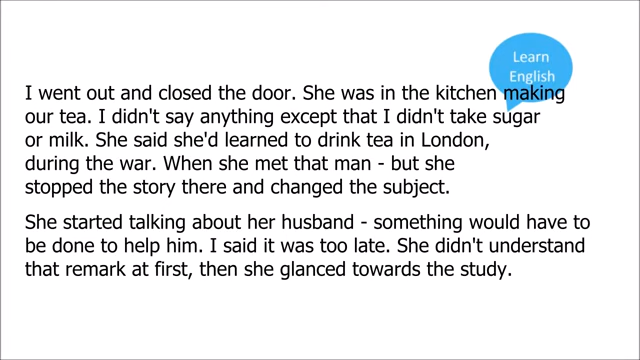 Learn
English
I went out and closed the door. She was in the kitchen making
our tea. I didn't say anything except that I didn't take sugar
or milk. She said she'd learned to drink tea in London,
during the war. When she met that man - but she
stopped the story there and changed the subject.
She started talking about her husband - something would have to
be done to help him. I said it was too late. She didn't understand
that remark at first, then she glanced towards the study.